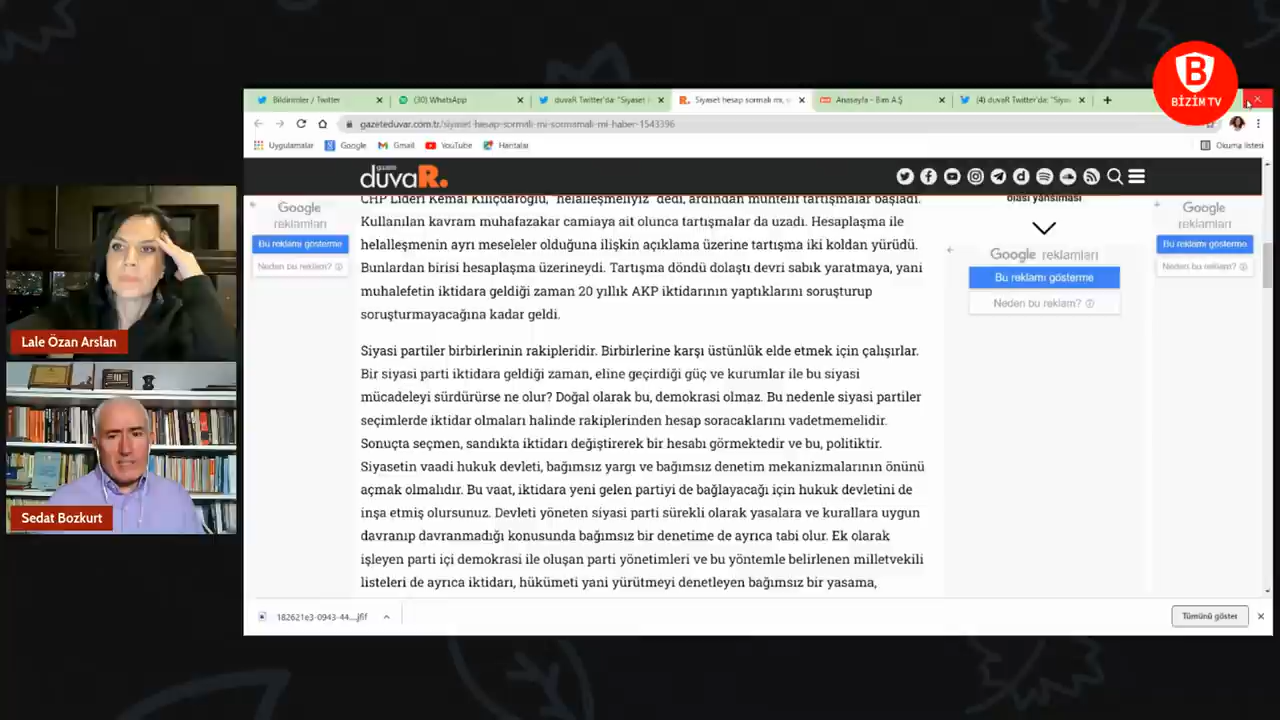 B
BİZİM TV
Bildirimler / Twitter
(30) WhatsApp
duvaR Twitter'da: "Siyaset
Siyaset hesap sormalı mı,
Anasayfa - Ban A.Ş
(4) duvaR Twitter'da: "Siyas
gazeteduvar.com.tr/siyaset-hesap-sormali-mi-sormamali-mi-haber-1543396
Uygulamalar
Google
Gmail
YouTube
Haritalar
Okuma listesi
gazete
duvaR.
CHP Lideri Kemal Kılıçdaroğlu, "helalleşmeliyiz" dedi, ardından muhtelif tartışmalar başladı.
Kullanılan kavram muhafazakar camiaya ait olunca tartışmalar da uzadı. Hesaplaşma ile
helalleşmenin ayrı meseleler olduğuna ilişkin açıklama üzerine tartışma iki koldan yürüdü.
Bunlardan birisi hesaplaşma üzerineydi. Tartışma döndü dolaştı devri sabık yaratmaya, yani
muhalefetin iktidara geldiği zaman 20 yıllık AKP iktidarının yaptıklarını soruşturup
soruşturmayacağına kadar geldi.
Siyasi partiler birbirlerinin rakipleridir. Birbirlerine karşı üstünlük elde etmek için çalışırlar.
Bir siyasi parti iktidara geldiği zaman, eline geçirdiği güç ve kurumlar ile bu siyasi
mücadeleyi sürdürürse ne olur? Doğal olarak bu, demokrasi olmaz. Bu nedenle siyasi partiler
seçimlerde iktidar olmaları halinde rakiplerinden hesap soracaklarını vadetmemelidir.
Sonuçta seçmen, sandıkta iktidarı değiştirerek bir hesabı görmektedir ve bu, politiktir.
Siyasetin vaadi hukuk devleti, bağımsız yargı ve bağımsız denetim mekanizmalarının önünü
açmak olmalıdır. Bu vaat, iktidara yeni gelen partiyi de bağlayacağı için hukuk devletini de
inşa etmiş olursunuz. Devleti yöneten siyasi parti sürekli olarak yasalara ve kurallara uygun
davranıp davranmadığı konusunda bağımsız bir denetime de ayrıca tabi olur. Ek olarak
işleyen parti içi demokrasi ile oluşan parti yönetimleri ve bu yöntemle belirlenen milletvekili
listeleri de ayrıca iktidarı, hükümeti yani yürütmeyi denetleyen bağımsız bir yasama,
Google
reklamları
Bu reklamı gösterme
Neden bu reklam?
olası yansıması
Google reklamları
Bu reklamı gösterme
Neden bu reklam?
Google
reklamları
Bu reklamı gösterme
Neden bu reklam?
Lale Özan Arslan
Sedat Bozkurt
182621e3-0943-44....jfif
Tümünü göster